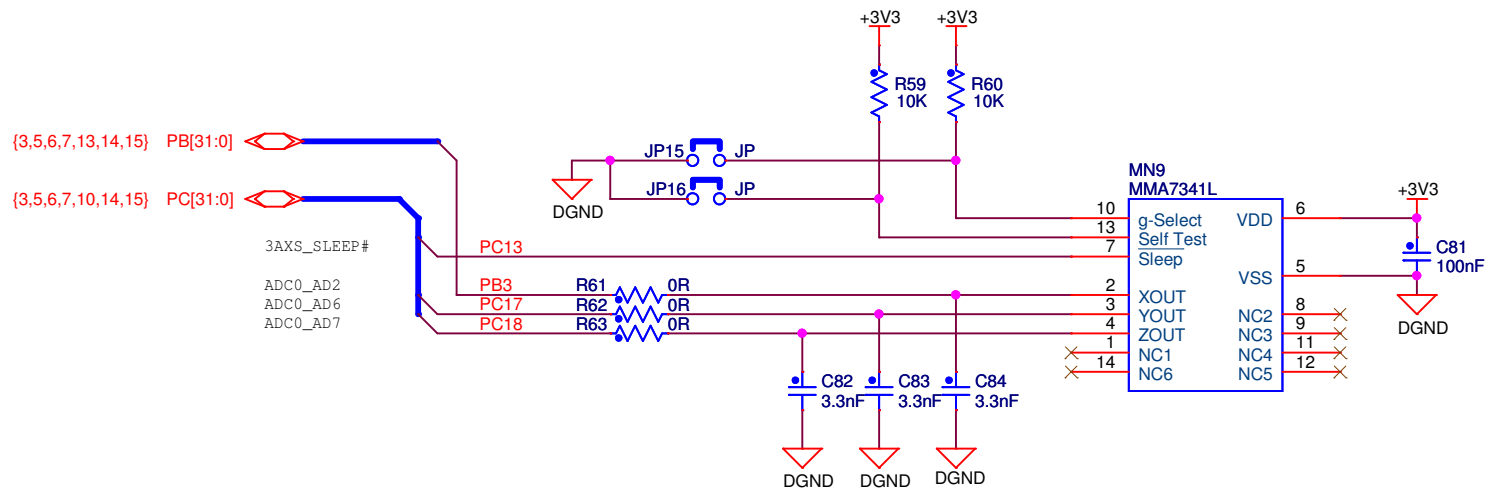 +3V3
+3V3
R59
10K
R60
10K
{3,5,6,7,13,14,15} PB[31:0]
JP15 JP
MN9
MMA7341L
JP16 JP
+3V3
{3,5,6,7,10,14,15} PC[31:0]
DGND
10 g-Select VDD 6
13 Self Test
3AXS_SLEEP# PC13 7 Sleep
C81
100nF
VSS 5
ADC0_AD2 PB3 R61 0R 2 XOUT
ADC0_AD6 PC17 R62 0R 3 YOUT NC2 8
ADC0_AD7 PC18 R63 0R 4 ZOUT NC3 9
DGND
1 NC1 NC4 11
14 NC6 NC5 12
C82 C83 C84
3.3nF 3.3nF 3.3nF
DGND DGND DGND